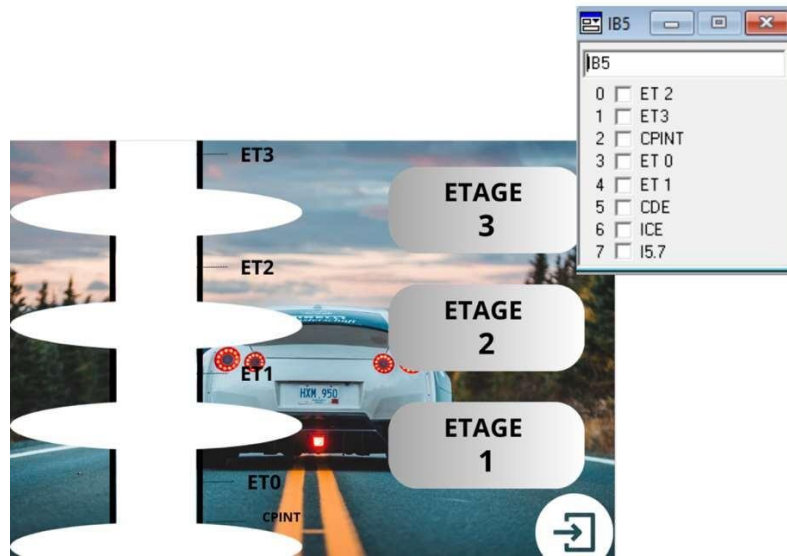 IB5
IB5
0 ET 2
1 ET3
2 CPINT
3 ET 0
4 ET 1
5 CDE
6 ICE
7 I5.7
ET3
ETAGE
3
ET2
ETAGE
2
ET1
HXM 950
ETAGE
1
ET0
CPINT